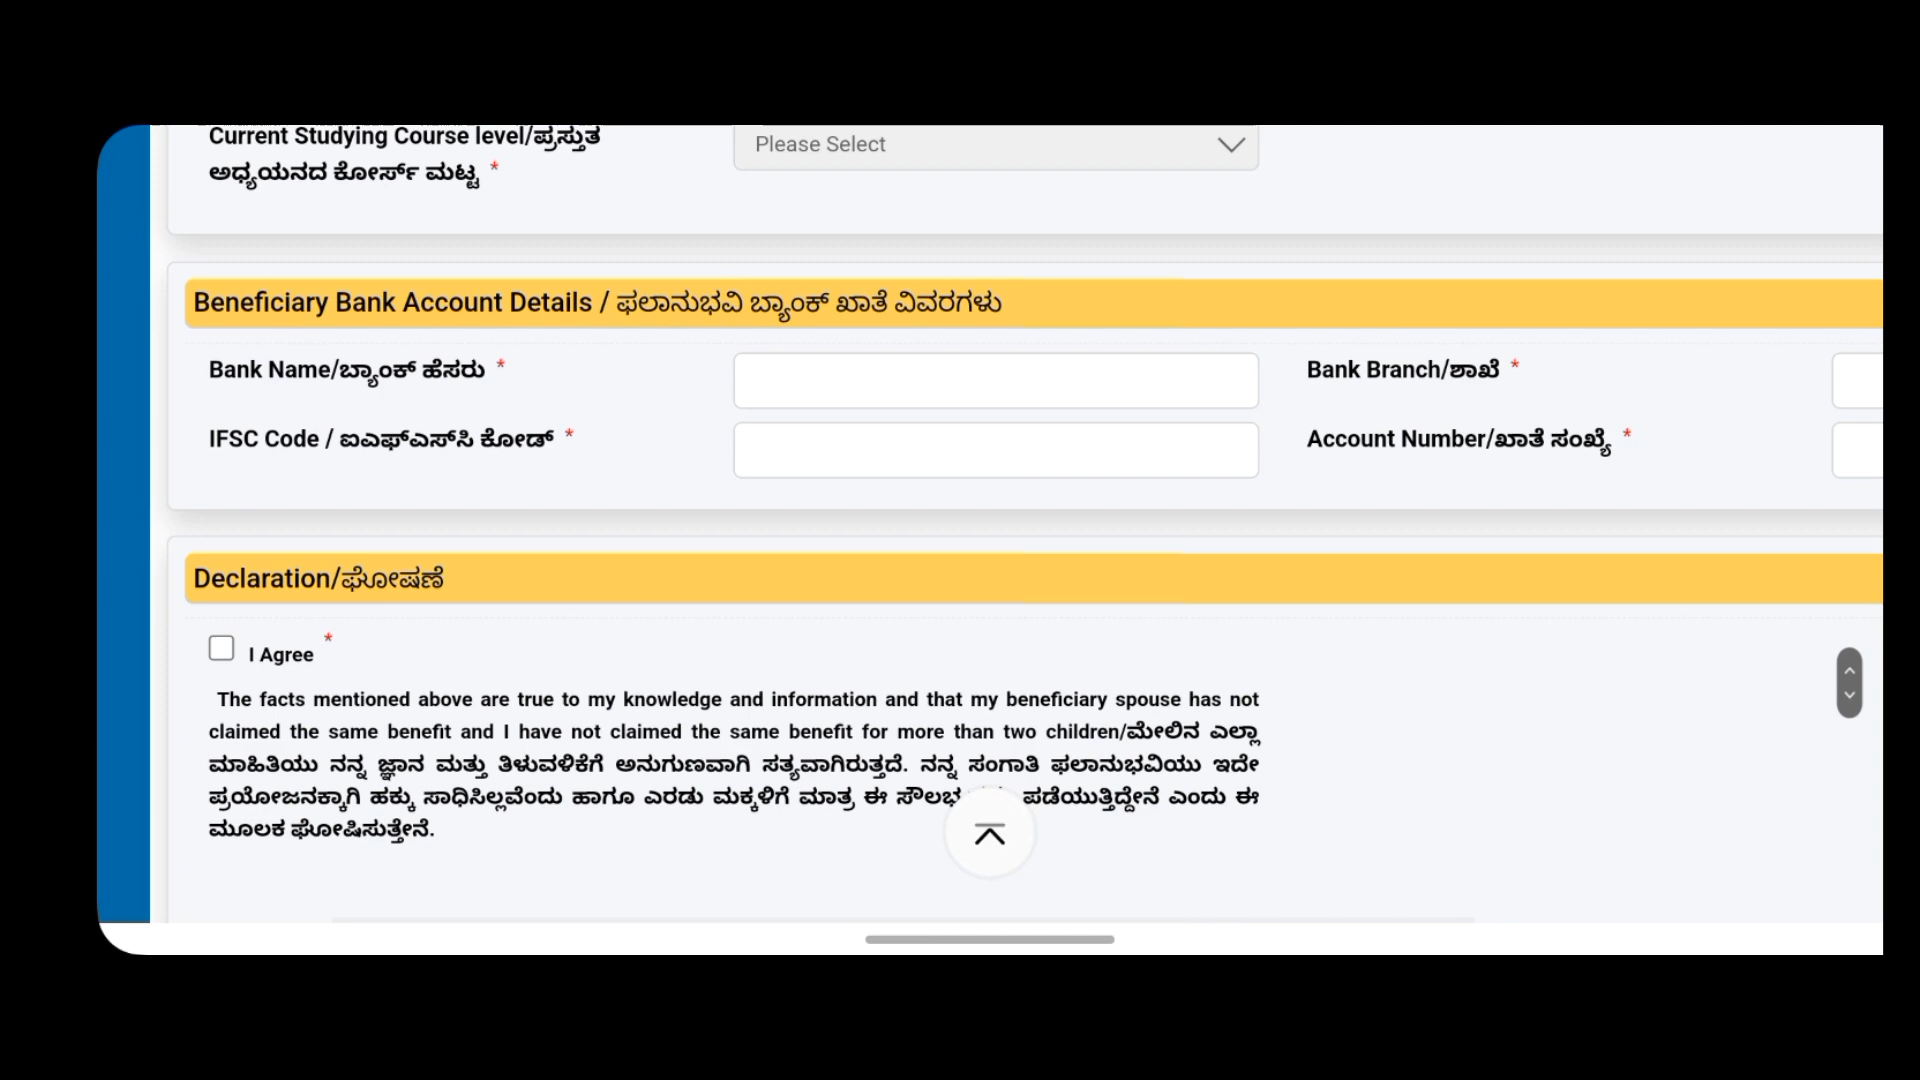 Current Studying Course level/ಪ್ರಸ್ತುತ
ಅಧ್ಯಯನದ ಕೋರ್ಸ್ ಮಟ್ಟ *
Please Select
Beneficiary Bank Account Details / ಫಲಾನುಭವಿ ಬ್ಯಾಂಕ್ ಖಾತೆ ವಿವರಗಳು
Bank Name/ಬ್ಯಾಂಕ್ ಹೆಸರು *
Bank Branch/ಶಾಖೆ *
IFSC Code / ಐಎಫ್ಎಸ್ಸಿ ಕೋಡ್ *
Account Number/ಖಾತೆ ಸಂಖ್ಯೆ *
Declaration/ಘೋಷಣೆ
I Agree *
The facts mentioned above are true to my knowledge and information and that my beneficiary spouse has not
claimed the same benefit and I have not claimed the same benefit for more than two children/ಮೇಲಿನ ಎಲ್ಲಾ
ಮಾಹಿತಿಯು ನನ್ನ ಜ್ಞಾನ ಮತ್ತು ತಿಳುವಳಿಕೆಗೆ ಅನುಗುಣವಾಗಿ ಸತ್ಯವಾಗಿರುತ್ತದೆ. ನನ್ನ ಸಂಗಾತಿ ಫಲಾನುಭವಿಯು ಇದೇ
ಪ್ರಯೋಜನಕ್ಕಾಗಿ ಹಕ್ಕು ಸಾಧಿಸಿಲ್ಲವೆಂದು ಹಾಗೂ ಎರಡು ಮಕ್ಕಳಿಗೆ ಮಾತ್ರ ಈ ಪಡೆಯುತ್ತಿದ್ದೇನೆ ಎಂದು ಈ
ಮೂಲಕ ಘೋಷಿಸುತ್ತೇನೆ.